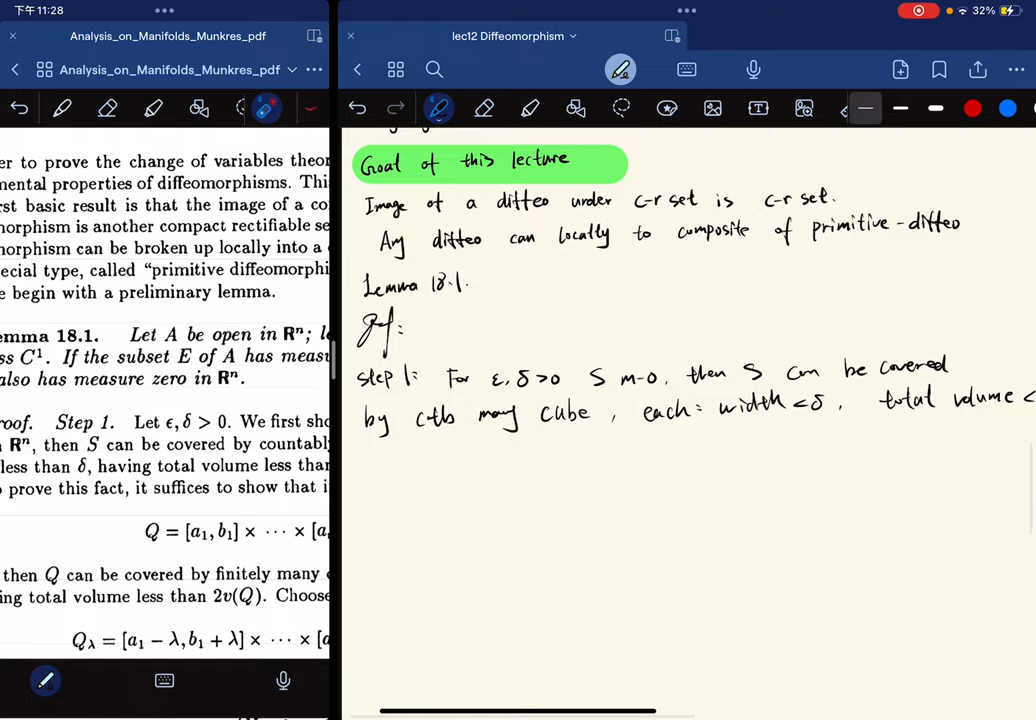 下午11:28
32%
Analysis_on_Manifolds_Munkres_pdf
Analysis_on_Manifolds_Munkres_pdf
er to prove the change of variables theor
mental properties of diffeomorphisms. Thi
rst basic result is that the image of a co
morphism is another compact rectifiable se
morphism can be broken up locally into a
ecial type, called “primitive diffeomorphi
e begin with a preliminary lemma.
emma 18.1. Let A be open in Rⁿ; l
ss C¹. If the subset E of A has measu
also has measure zero in Rⁿ.
roof. Step 1. Let ϵ, δ > 0. We first sho
Rⁿ, then S can be covered by countabl
less than δ, having total volume less than
o prove this fact, it suffices to show that i
Q = [a₁, b₁] × ⋯ × [a
then Q can be covered by finitely many
ing total volume less than 2v(Q). Choose
Q_λ = [a₁ − λ, b₁ + λ] × ⋯ × [a
lec12 Diffeomorphism
Goal of this lecture
Image of a diffeo under c-r set is c-r set.
Any diffeo can locally to composite of primitive-diffeo
Lemma 18.1.
pf:
step 1: For ε, δ>0 S m-0, then S can be covered
by ctb many cube, each: width <δ, total volume <